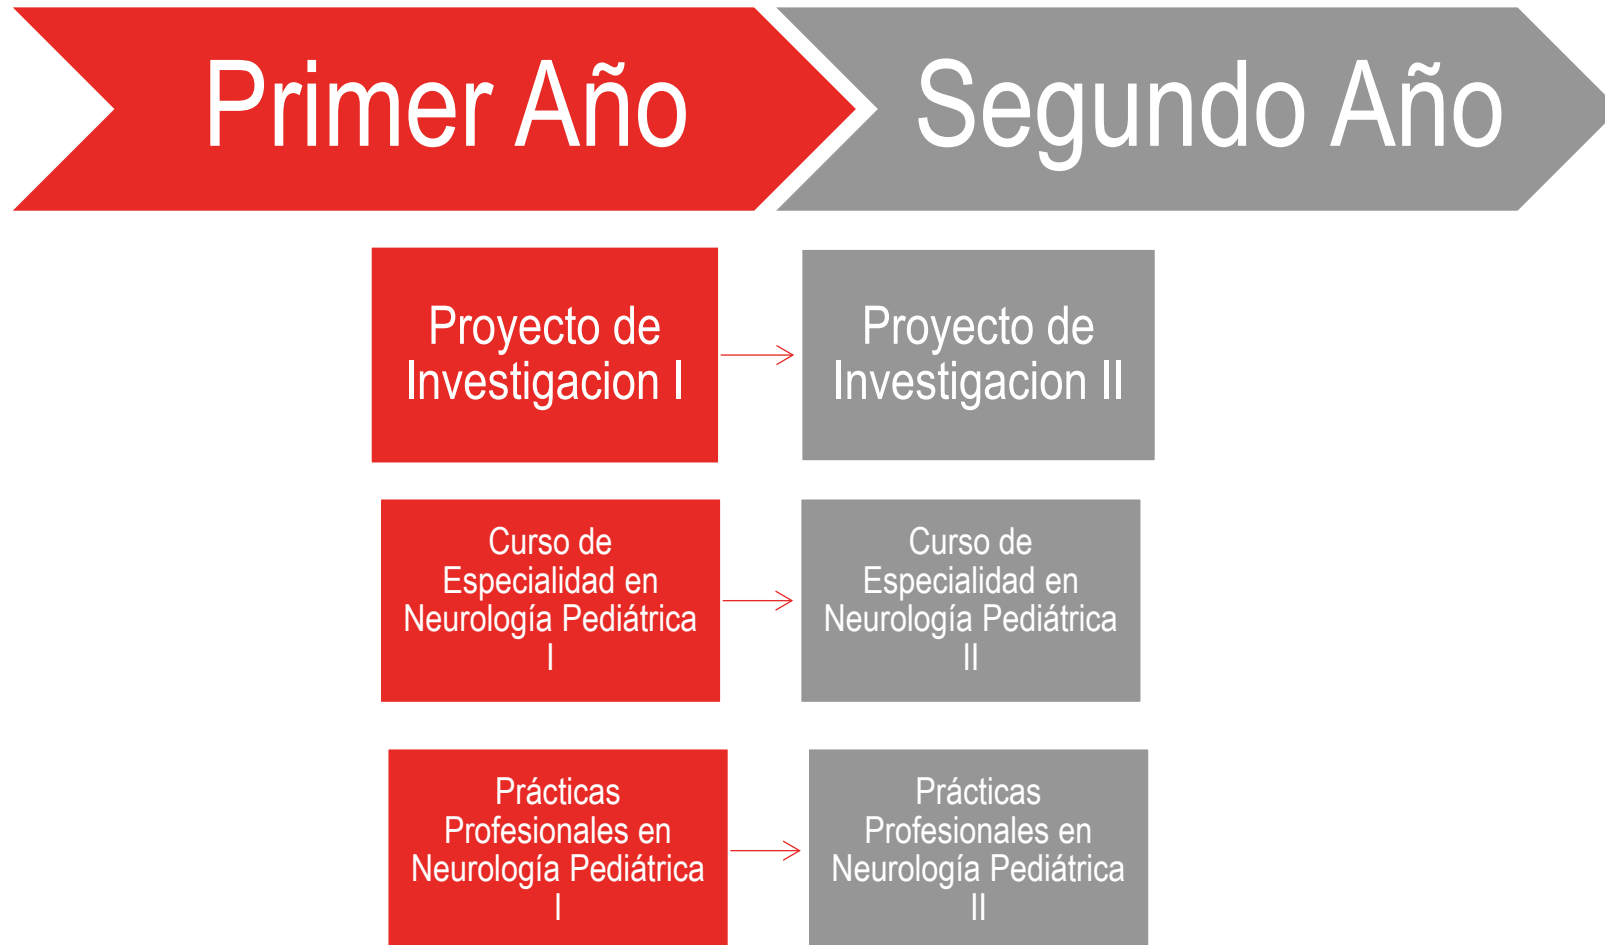 Primer Año
Segundo Año
Proyecto de
Investigacion I
Proyecto de
Investigacion II
Curso de
Especialidad en
Neurología Pediátrica
I
Curso de
Especialidad en
Neurología Pediátrica
II
Prácticas
Profesionales en
Neurología Pediátrica
I
Prácticas
Profesionales en
Neurología Pediátrica
II